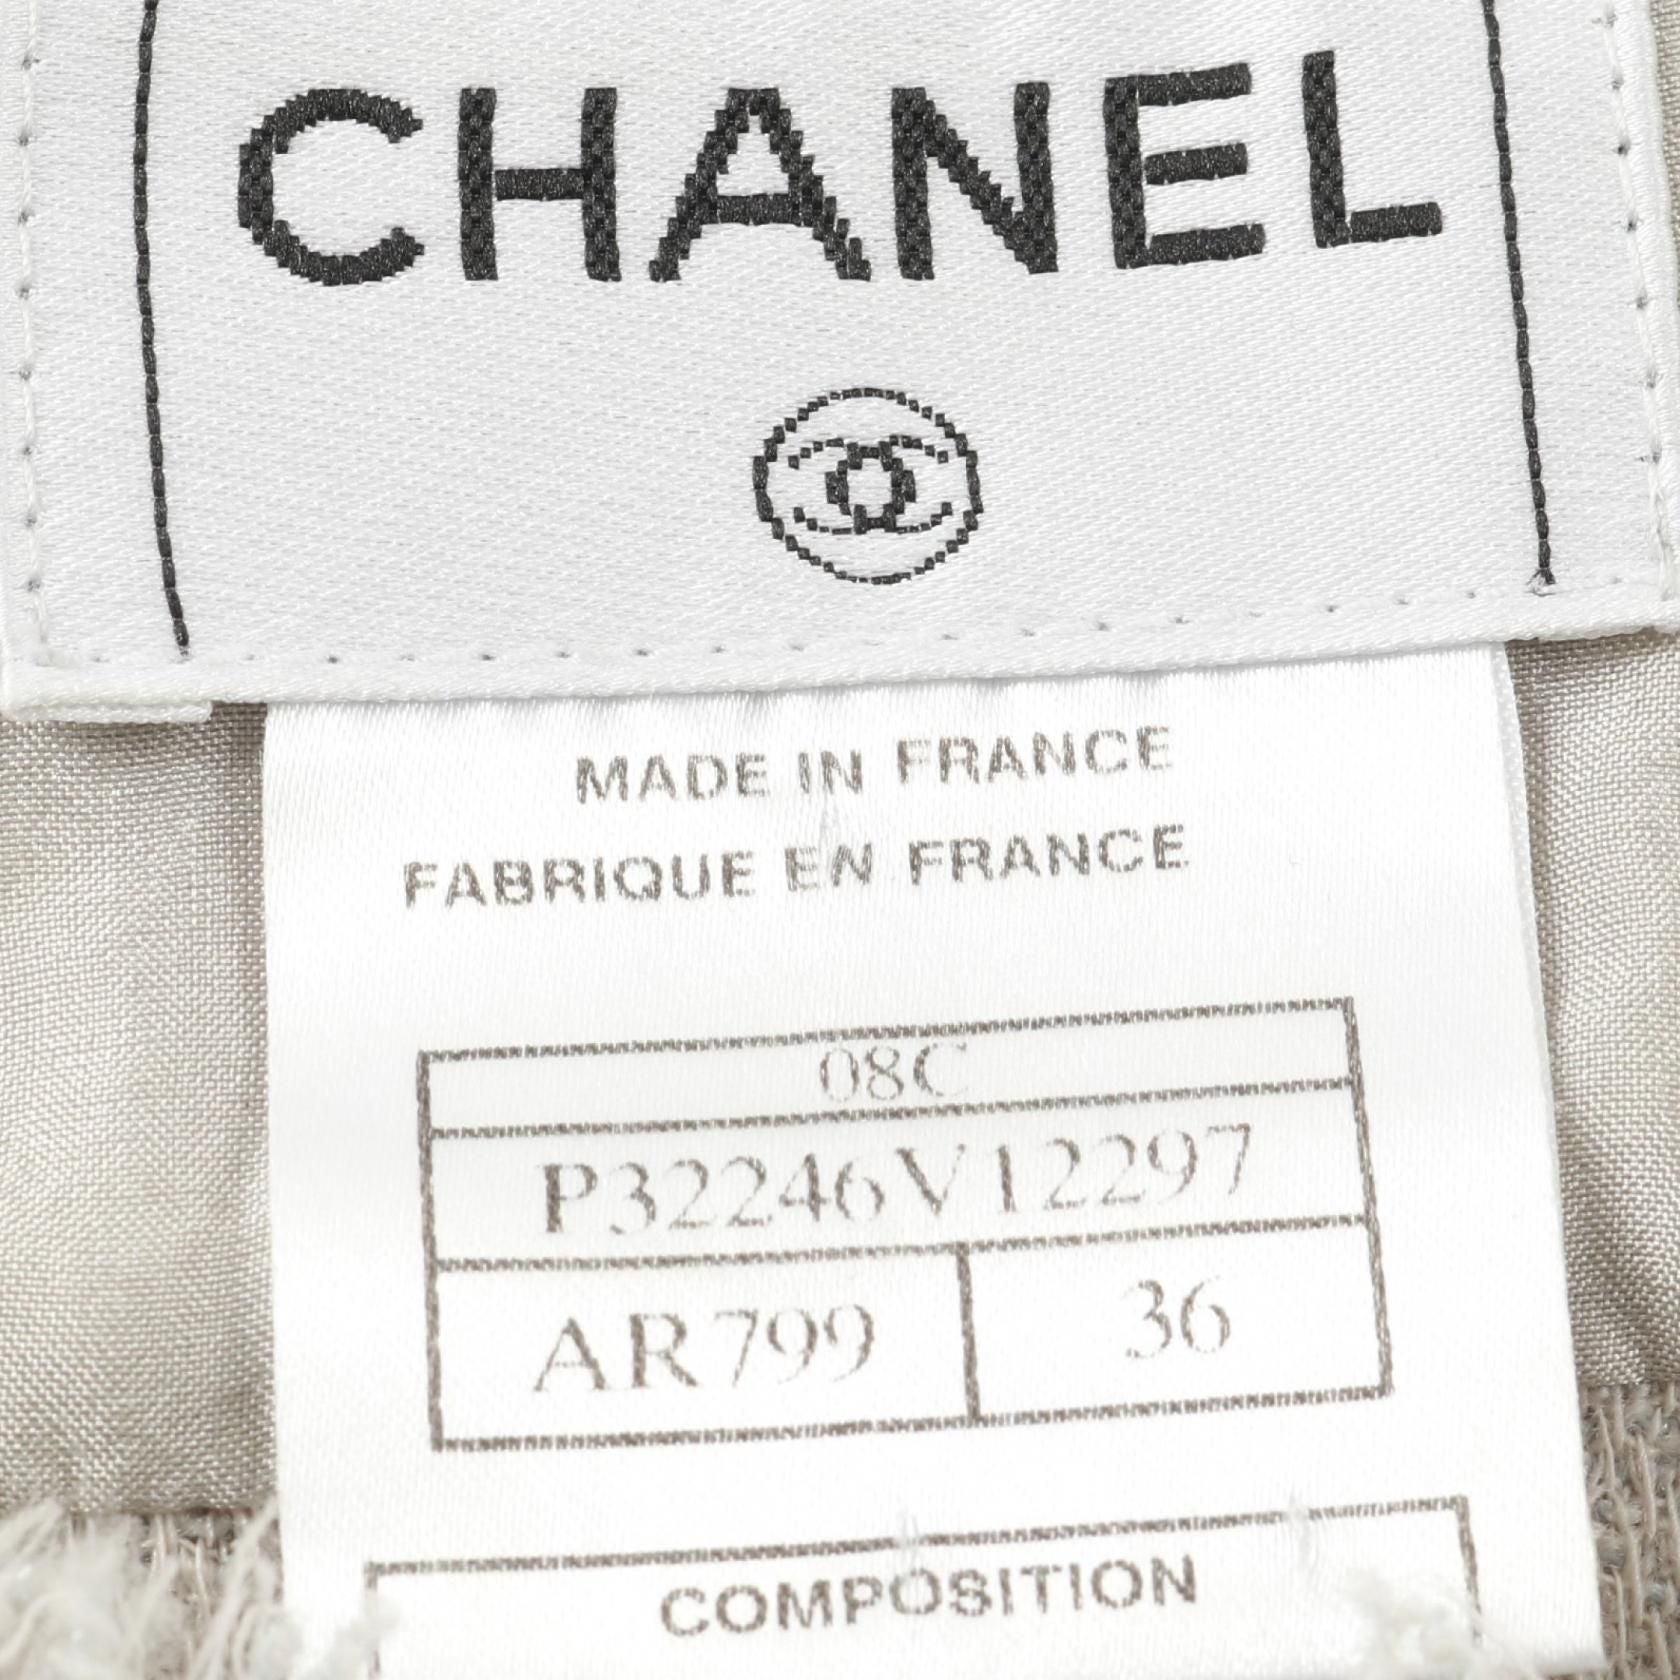 CHANEL
MADE IN FRANCE
FABRIQUE EN FRANCE
08C
P32246V12297
AR799 36
COMPOSITION